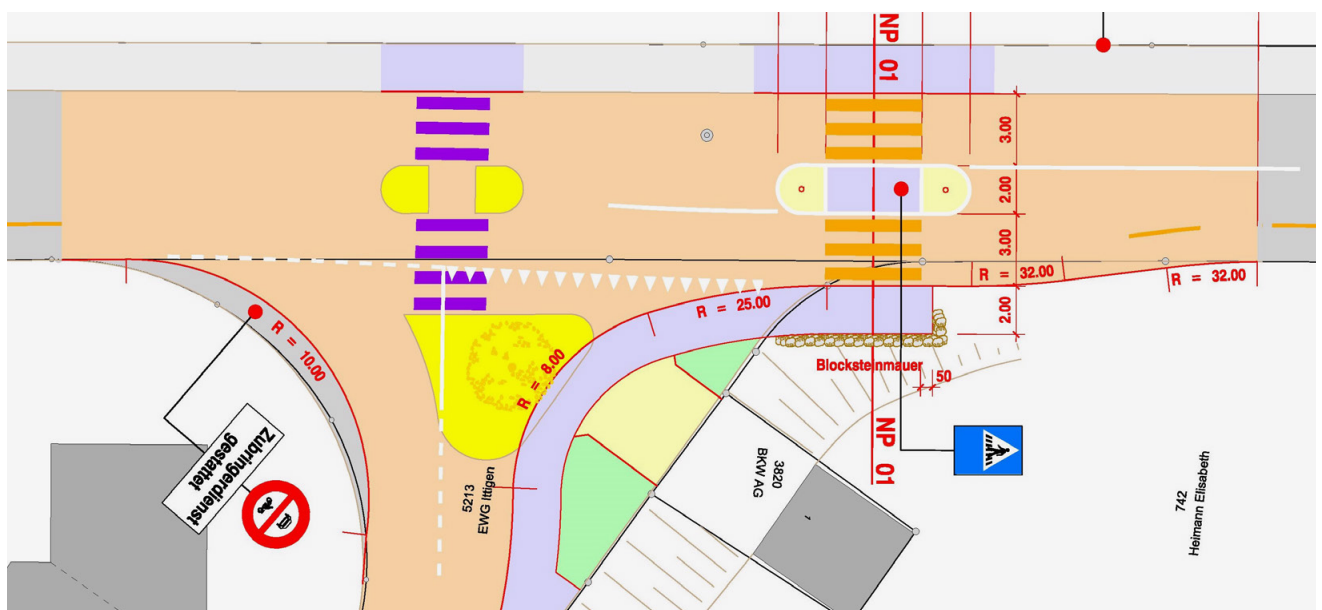 NP 01
3.00
2.00
3.00
R = 32.00
R = 32.00
2.00
R = 25.00
R = 10.00
R = 8.00
Blocksteinmauer
50
NP 01
Zubringerdienst
gestattet
5213
EWG Ittigen
3820
BKW AG
1
742
Heimann Elisabeth